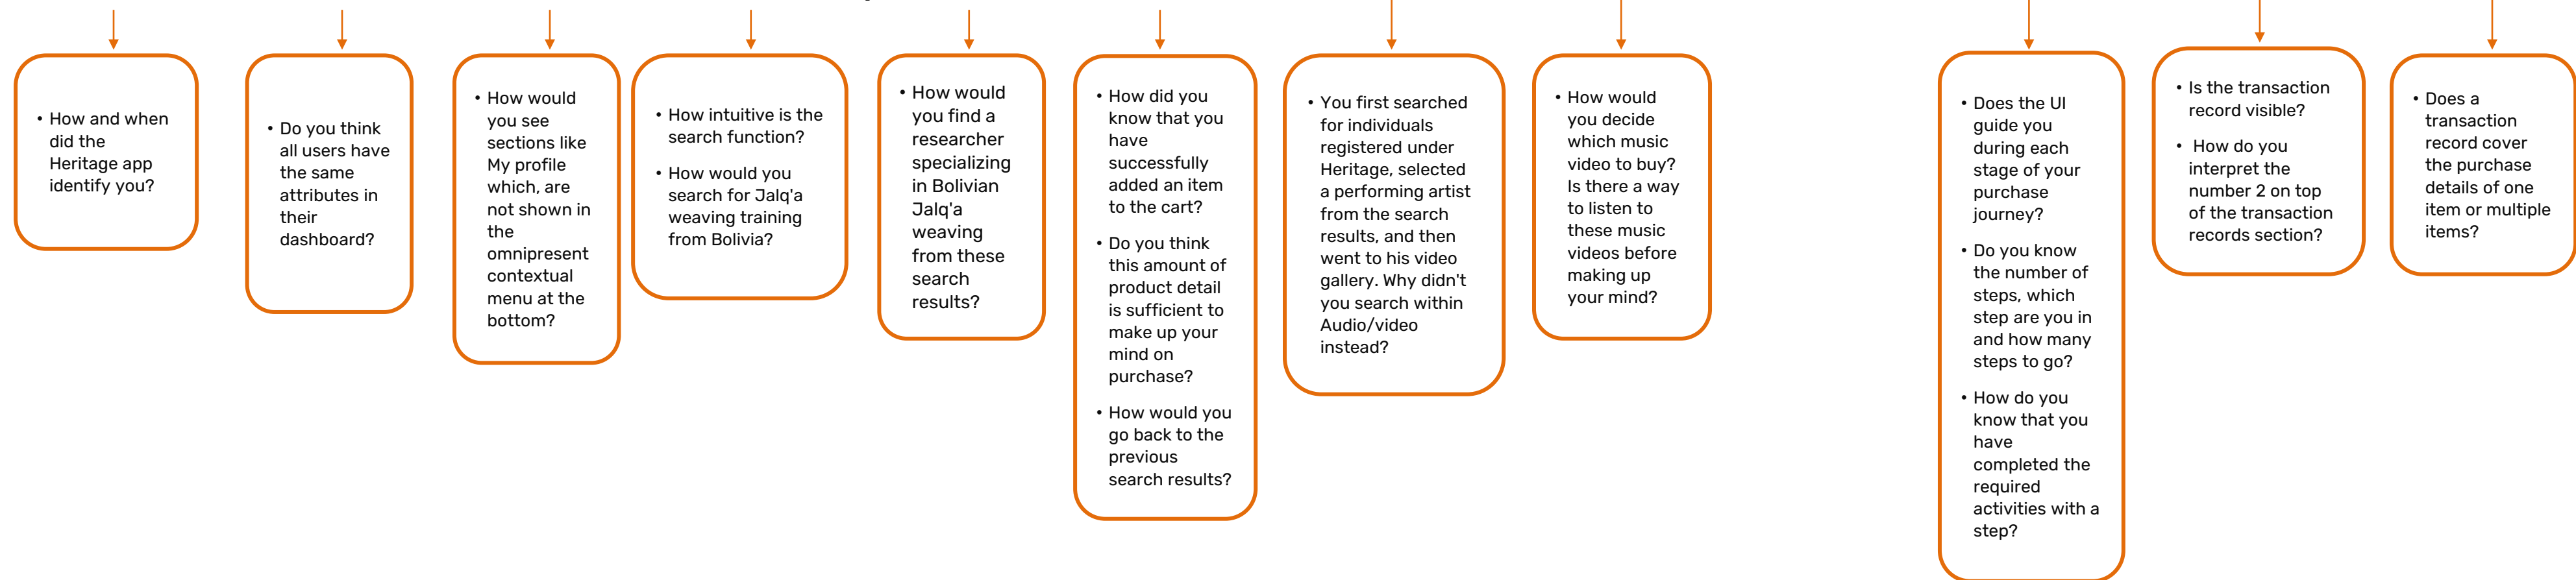 • How and when
did the
Heritage app
identify you?
• Do you think
all users have
the same
attributes in
their
dashboard?
• How would
you see
sections like
My profile
which, are
not shown in
the
omnipresent
contextual
menu at the
bottom?
• How intuitive is the
search function?
• How would you
search for Jalq'a
weaving training
from Bolivia?
• How would
you find a
researcher
specializing
in Bolivian
Jalq'a
weaving
from these
search
results?
• How did you
know that you
have
successfully
added an item
to the cart?
• Do you think
this amount of
product detail
is sufficient to
make up your
mind on
purchase?
• How would you
go back to the
previous
search results?
• You first searched
for individuals
registered under
Heritage, selected
a performing artist
from the search
results, and then
went to his video
gallery. Why didn't
you search within
Audio/video
instead?
• How would
you decide
which music
video to buy?
Is there a way
to listen to
these music
videos before
making up
your mind?
• Does the UI
guide you
during each
stage of your
purchase
journey?
• Do you know
the number of
steps, which
step are you in
and how many
steps to go?
• How do you
know that you
have
completed the
required
activities with a
step?
• Is the transaction
record visible?
• How do you
interpret the
number 2 on top
of the transaction
records section?
• Does a
transaction
record cover
the purchase
details of one
item or multiple
items?